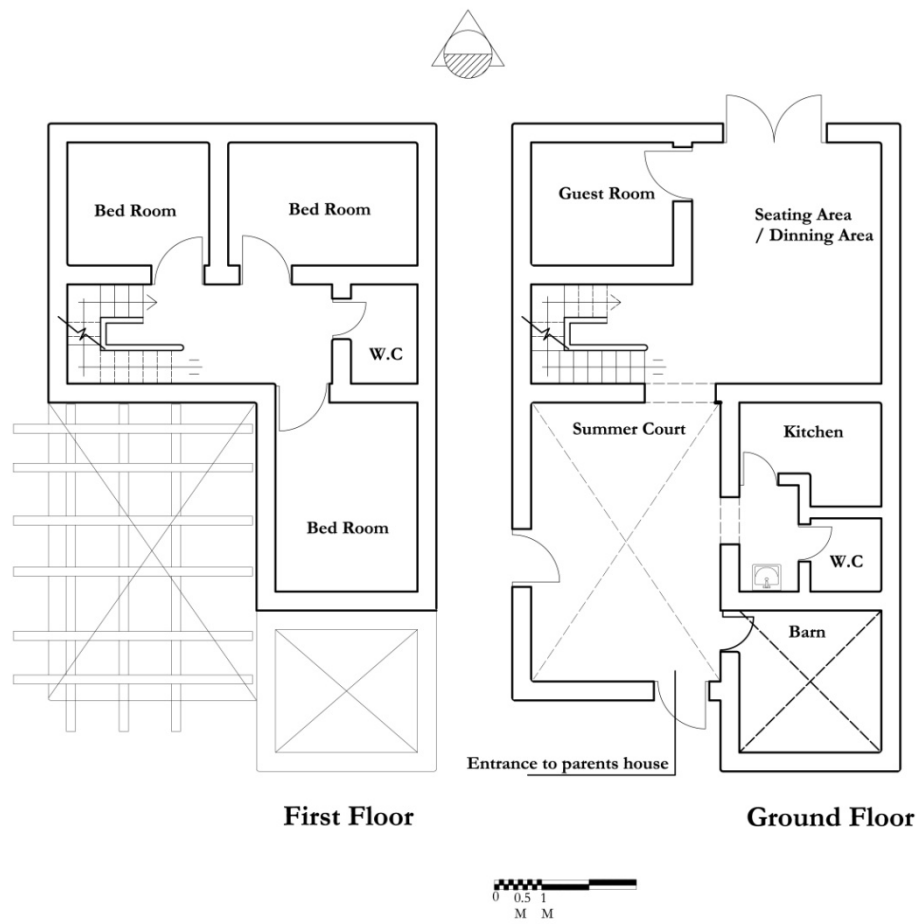 Bed Room
Bed Room
W.C
Bed Room
First Floor
Guest Room
Seating Area
/ Dinning Area
Summer Court
Kitchen
W.C
Barn
Entrance to parents house
Ground Floor
0 0.5 1
M M